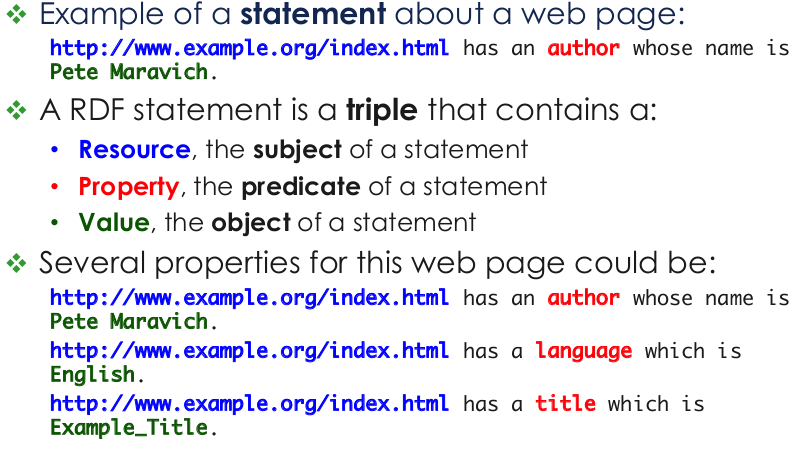 ❖ Example of a statement about a web page:
http://www.example.org/index.html has an author whose name is
Pete Maravich.
❖ A RDF statement is a triple that contains a:
• Resource, the subject of a statement
• Property, the predicate of a statement
• Value, the object of a statement
❖ Several properties for this web page could be:
http://www.example.org/index.html has an author whose name is
Pete Maravich.
http://www.example.org/index.html has a language which is
English.
http://www.example.org/index.html has a title which is
Example_Title.